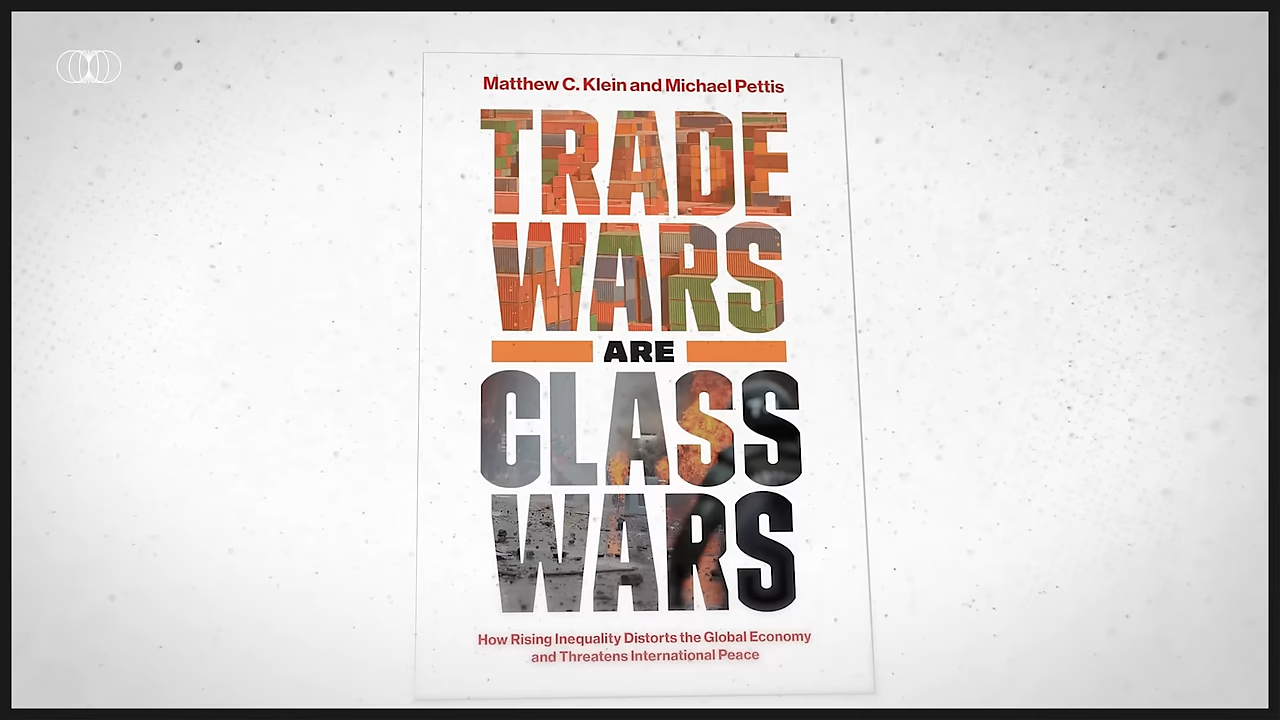 Matthew C. Klein and Michael Pettis
TRADE
WARS
ARE
CLASS
WARS
How Rising Inequality Distorts the Global Economy
and Threatens International Peace